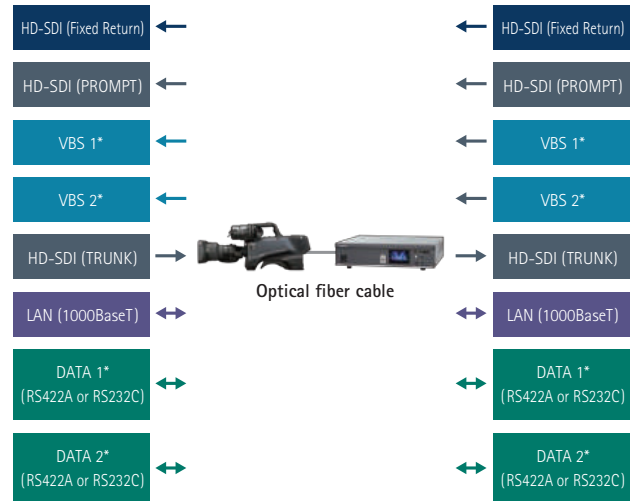 HD-SDI (Fixed Return)
HD-SDI (Fixed Return)
HD-SDI (PROMPT)
HD-SDI (PROMPT)
VBS 1*
VBS 1*
VBS 2*
VBS 2*
HD-SDI (TRUNK)
HD-SDI (TRUNK)
Optical fiber cable
LAN (1000BaseT)
LAN (1000BaseT)
DATA 1*
(RS422A or RS232C)
DATA 1*
(RS422A or RS232C)
DATA 2*
(RS422A or RS232C)
DATA 2*
(RS422A or RS232C)